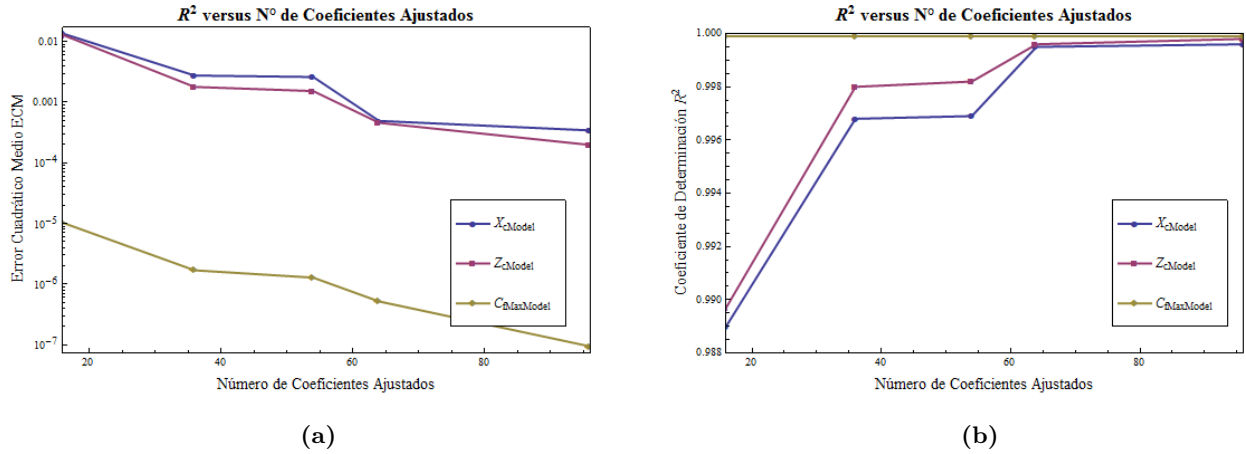 R² versus N° de Coeficientes Ajustados
Error Cuadrático Medio ECM
0.01
0.001
10⁻⁴
10⁻⁵
10⁻⁶
10⁻⁷
20 40 60 80
X_cModel
Z_cModel
C_fMaxModel
Número de Coeficientes Ajustados
(a)
R² versus N° de Coeficientes Ajustados
Coeficiente de Determinación R²
1.000
0.998
0.996
0.994
0.992
0.990
0.988
20 40 60 80
X_cModel
Z_cModel
C_fMaxModel
Número de Coeficientes Ajustados
(b)